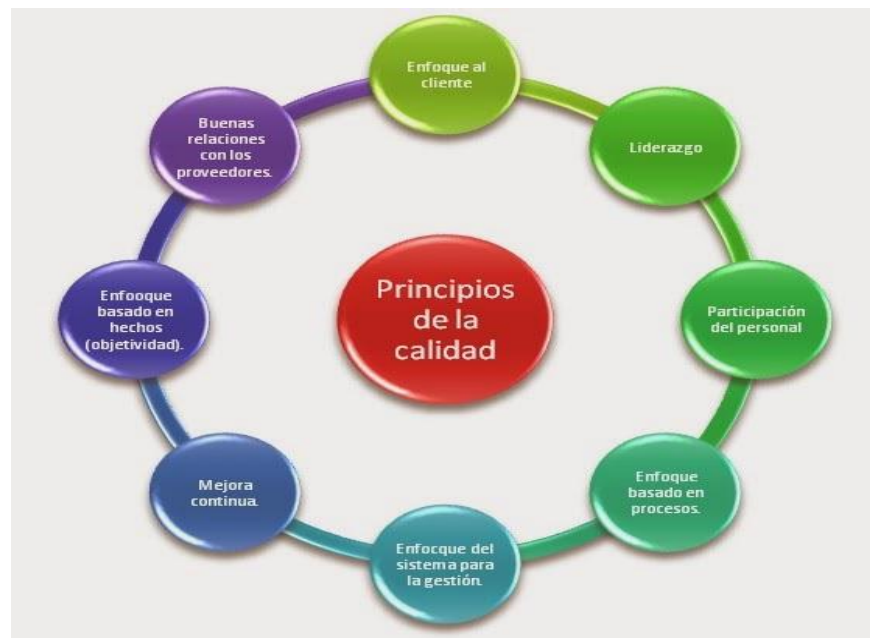 Enfoque al
cliente
Liderazgo
Participación
del personal
Enfoque
basado en
procesos.
Enfocque del
sistema para
la gestión.
Mejora
continua.
Enfooque
basado en
hechos
(objetividad).
Buenas
relaciones
con los
proveedores.
Principios
de la
calidad